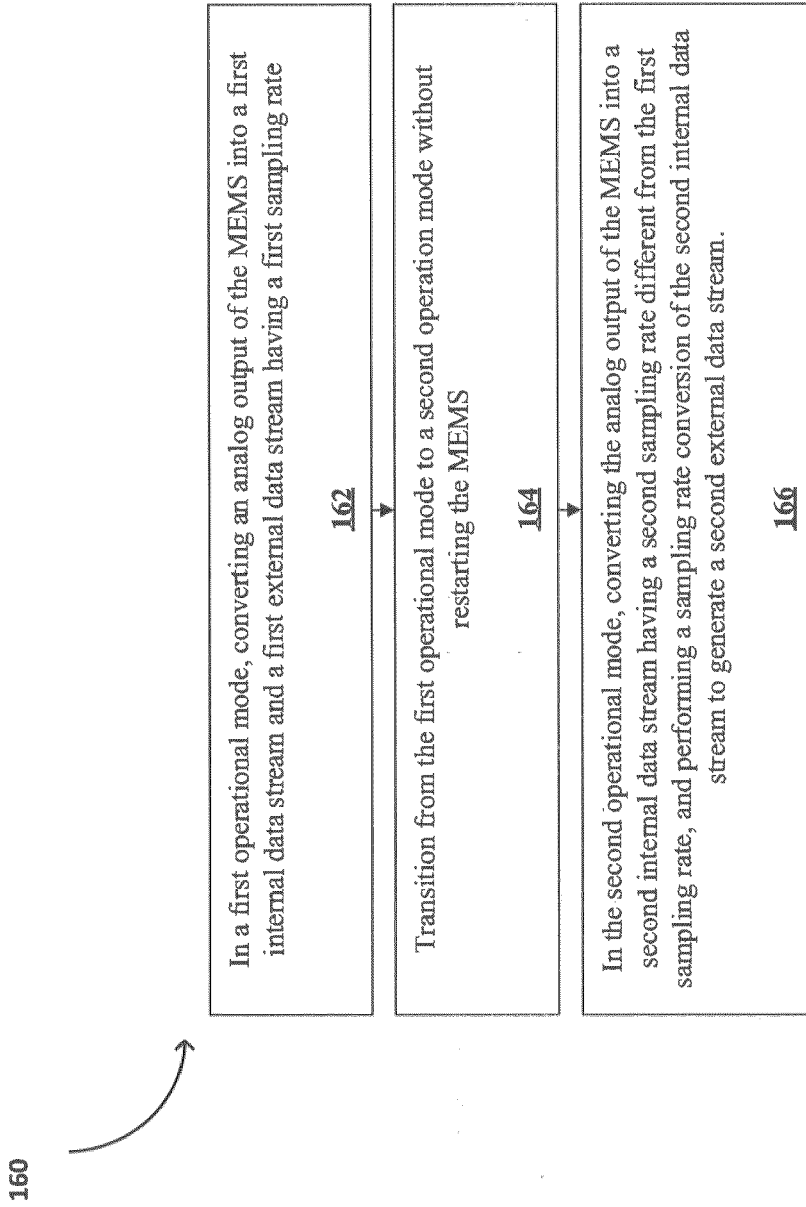 160
In a first operational mode, converting an analog output of the MEMS into a first
internal data stream and a first external data stream having a first sampling rate
162
Transition from the first operational mode to a second operation mode without
restarting the MEMS
164
In the second operational mode, converting the analog output of the MEMS into a
second internal data stream having a second sampling rate different from the first
sampling rate, and performing a sampling rate conversion of the second internal data
stream to generate a second external data stream.
166